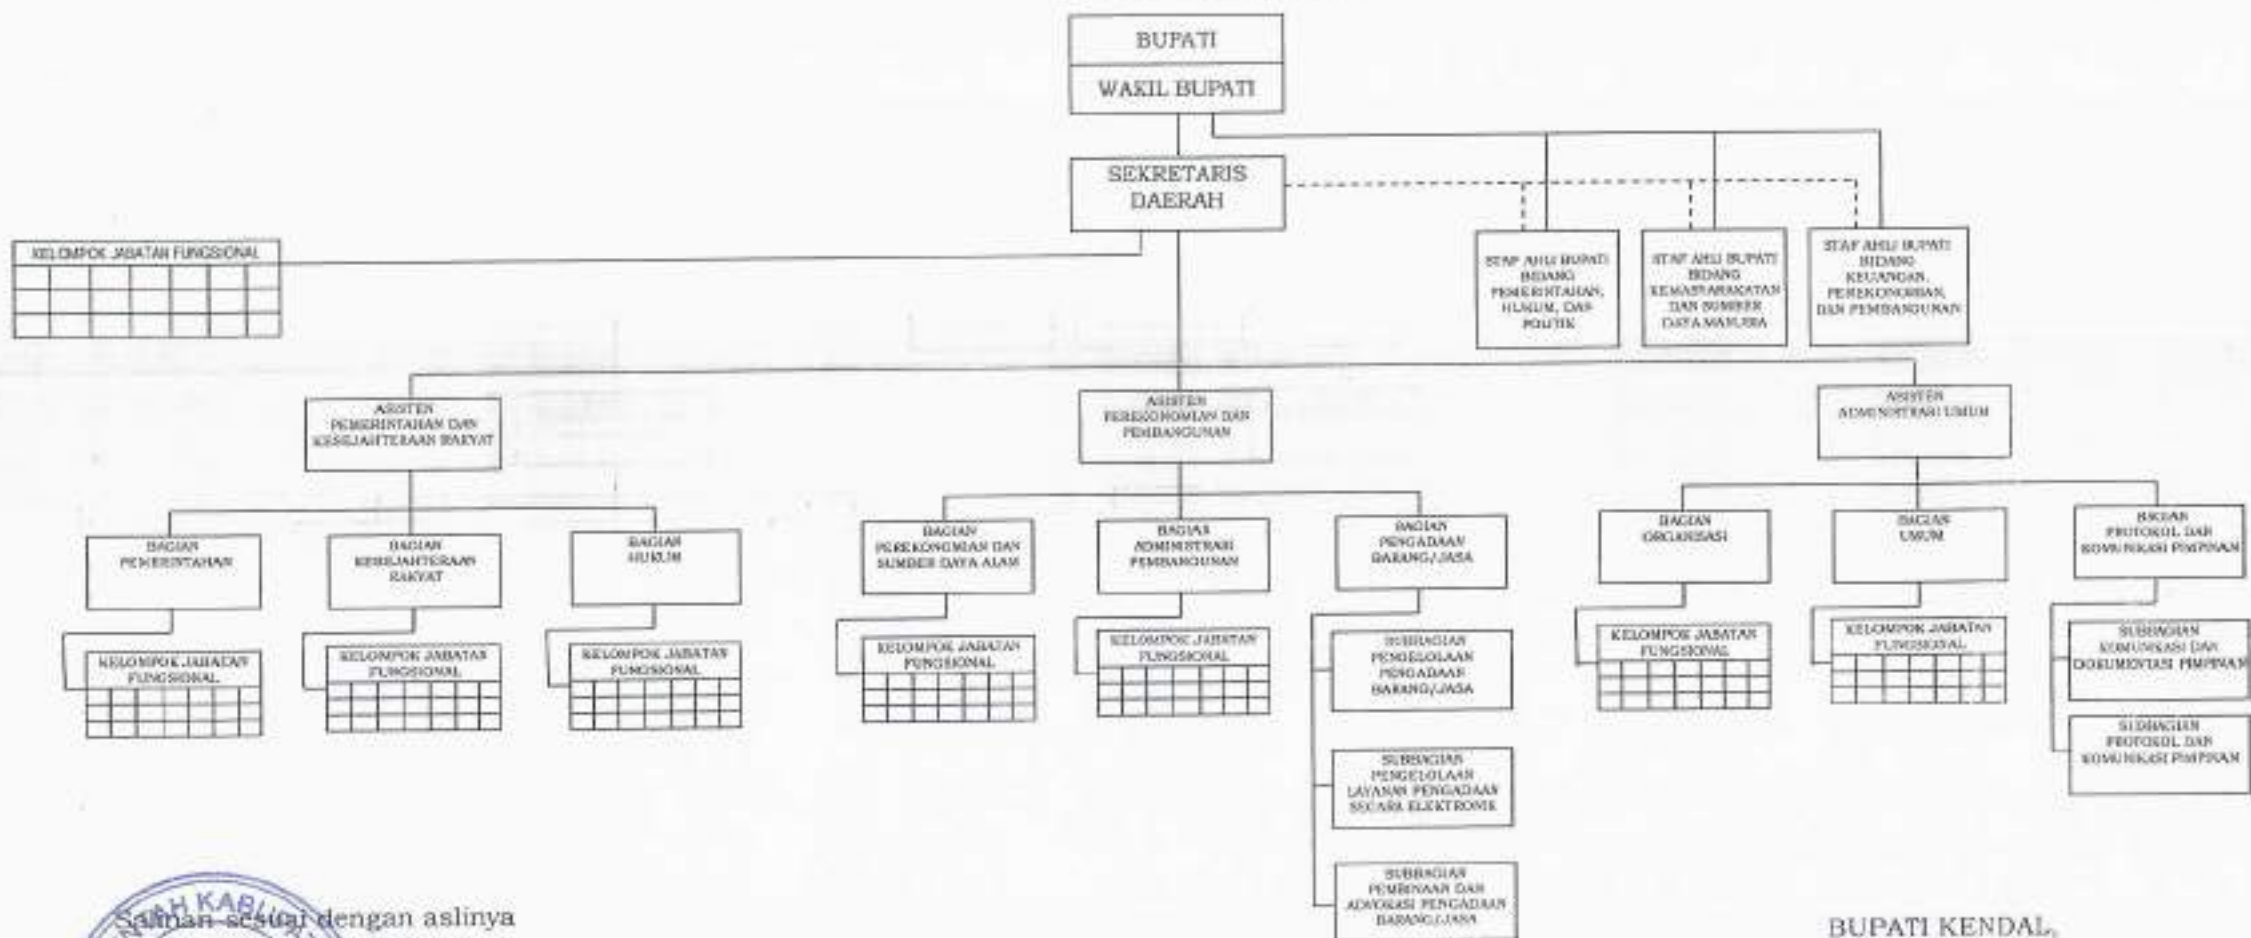 BUPATI
WAKIL BUPATI
SEKRETARIS
DAERAH
KELOMPOK JABATAN FUNGSIONAL
STAF AHLI BUPATI
BIDANG
PEMERINTAHAN,
HUKUM, DAN
POLITIK
STAF AHLI BUPATI
BIDANG
KEMASYARAKATAN
DAN SUMBER
DAYA MANUSIA
STAF AHLI BUPATI
BIDANG
KEUANGAN,
PEREKONOMIAN,
DAN PEMBANGUNAN
ASISTEN
PEMERINTAHAN DAN
KESEJAHTERAAN RAKYAT
ASISTEN
PEREKONOMIAN DAN
PEMBANGUNAN
ASISTEN
ADMINISTRASI UMUM
BAGIAN
PEMERINTAHAN
BAGIAN
KESEJAHTERAAN
RAKYAT
BAGIAN
HUKUM
BAGIAN
PEREKONOMIAN DAN
SUMBER DAYA ALAM
BAGIAN
ADMINISTRASI
PEMBANGUNAN
BAGIAN
PENGADAAN
BARANG/JASA
BAGIAN
ORGANISASI
BAGIAN
UMUM
BAGIAN
PROTOKOL DAN
KOMUNIKASI PIMPINAN
KELOMPOK JABATAN
FUNGSIONAL
KELOMPOK JABATAN
FUNGSIONAL
KELOMPOK JABATAN
FUNGSIONAL
KELOMPOK JABATAN
FUNGSIONAL
KELOMPOK JABATAN
FUNGSIONAL
SUBBAGIAN
PENGELOLAAN
PENGADAAN
BARANG/JASA
SUBBAGIAN
PENGELOLAAN
LAYANAN PENGADAAN
SECARA ELEKTRONIK
SUBBAGIAN
PEMBINAAN DAN
ADVOKASI PENGADAAN
BARANG/JASA
KELOMPOK JABATAN
FUNGSIONAL
KELOMPOK JABATAN
FUNGSIONAL
SUBBAGIAN
KOMUNIKASI DAN
DOKUMENTASI PIMPINAN
SUBBAGIAN
PROTOKOL DAN
KOMUNIKASI PIMPINAN
Salinan sesuai dengan aslinya
BUPATI KENDAL,